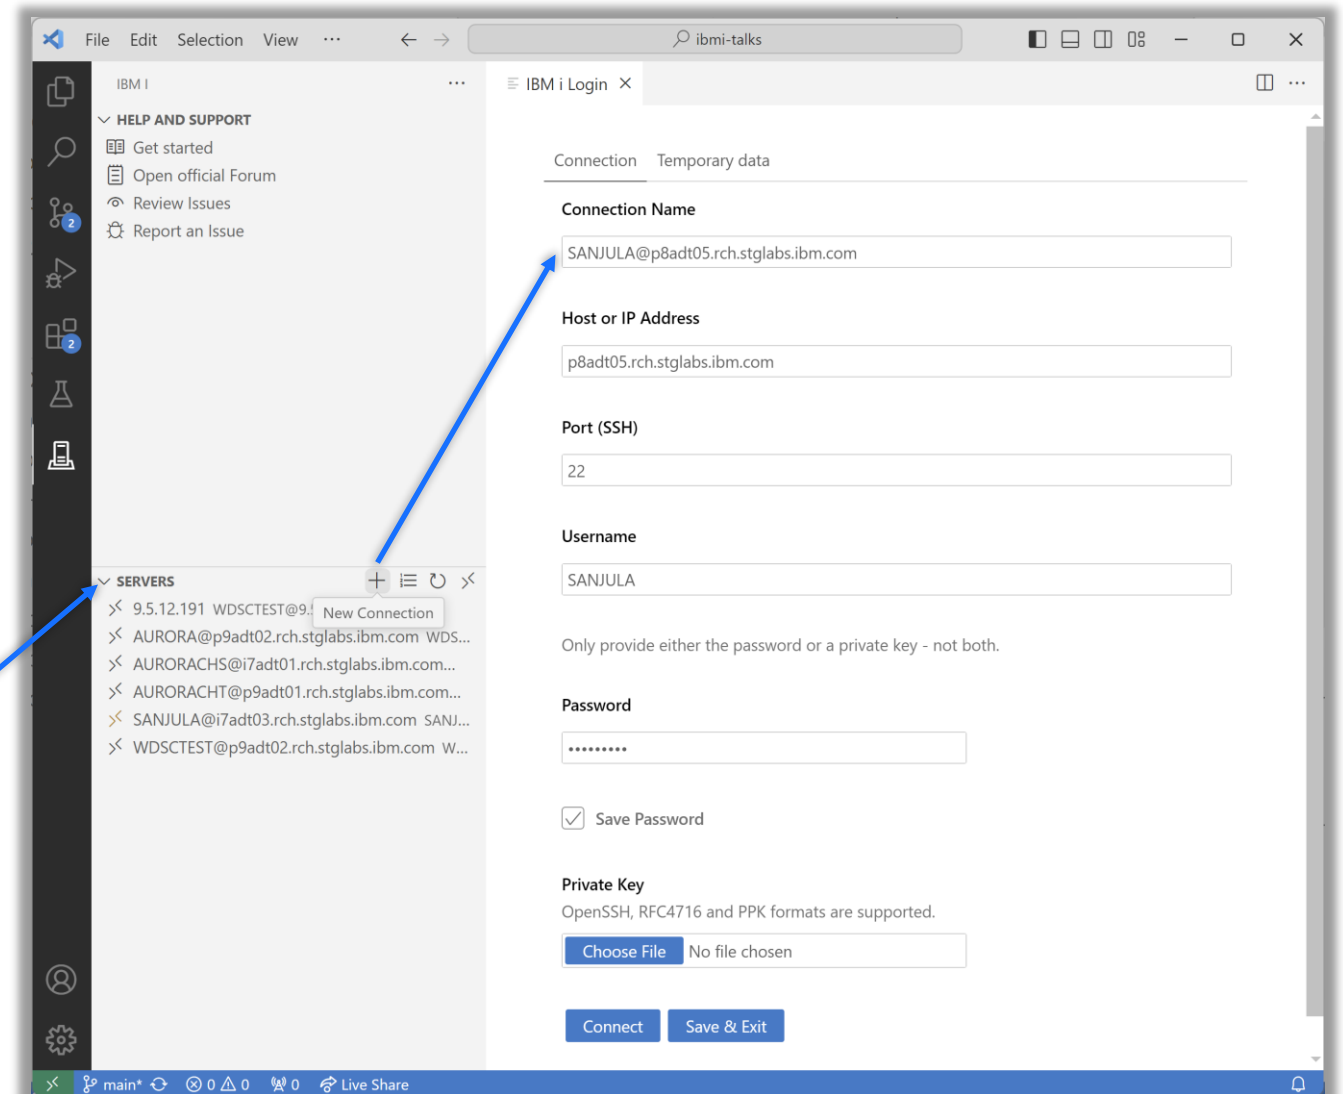 File Edit Selection View ··· ibmi-talks
IBM I
HELP AND SUPPORT
Get started
Open official Forum
Review Issues
Report an Issue
2
2
SERVERS
New Connection
9.5.12.191 WDSCTEST@9.
AURORA@p9adt02.rch.stglabs.ibm.com WDS...
AURORACHS@i7adt01.rch.stglabs.ibm.com...
AURORACHT@p9adt01.rch.stglabs.ibm.com...
SANJULA@i7adt03.rch.stglabs.ibm.com SANJ...
WDSCTEST@p9adt02.rch.stglabs.ibm.com W...
IBM i Login
Connection Temporary data
Connection Name
SANJULA@p8adt05.rch.stglabs.ibm.com
Host or IP Address
p8adt05.rch.stglabs.ibm.com
Port (SSH)
22
Username
SANJULA
Only provide either the password or a private key - not both.
Password
•••••••••
Save Password
Private Key
OpenSSH, RFC4716 and PPK formats are supported.
Choose File No file chosen
Connect Save & Exit
main* 0 0 0 Live Share